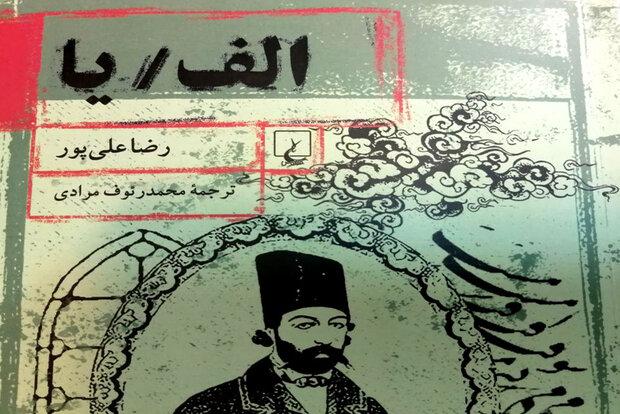 الف / یا
رضا علی‌پور
ترجمهٔ محمدرئوف مرادی